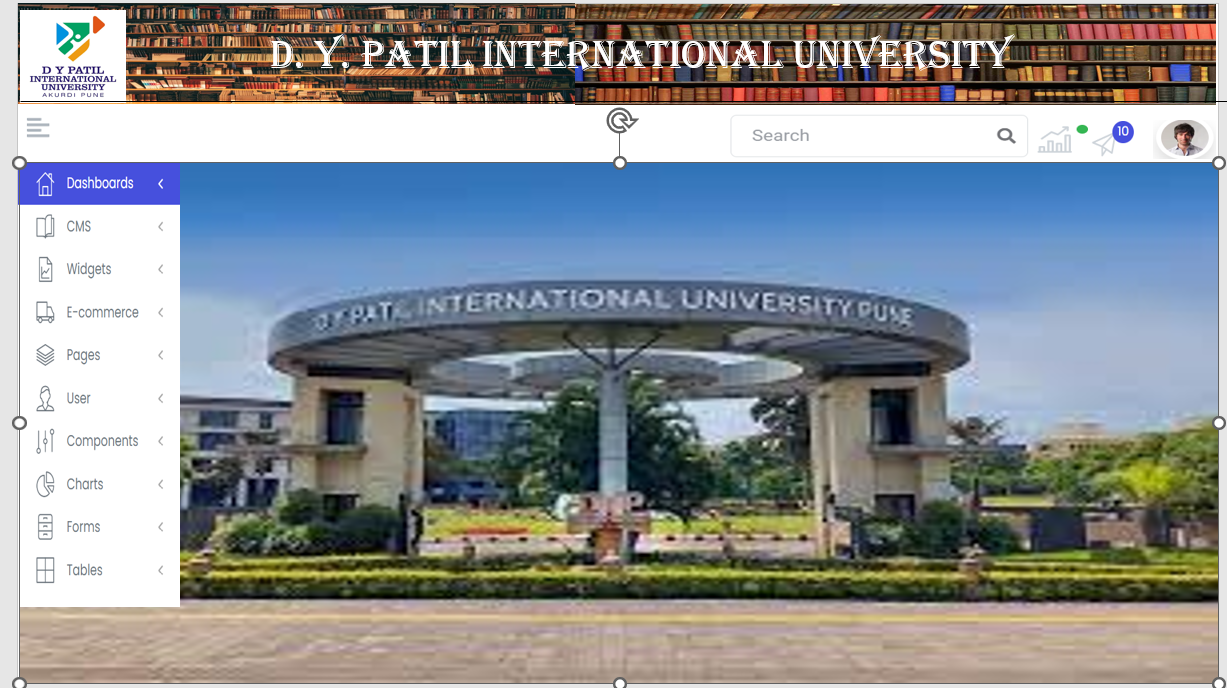 D. Y. PATIL INTERNATIONAL UNIVERSITY
D Y PATIL
INTERNATIONAL
UNIVERSITY
AKURDI PUNE
Search
10
Dashboards
CMS
Widgets
E-commerce
Pages
User
Components
Charts
Forms
Tables
D Y PATIL INTERNATIONAL UNIVERSITY PUNE